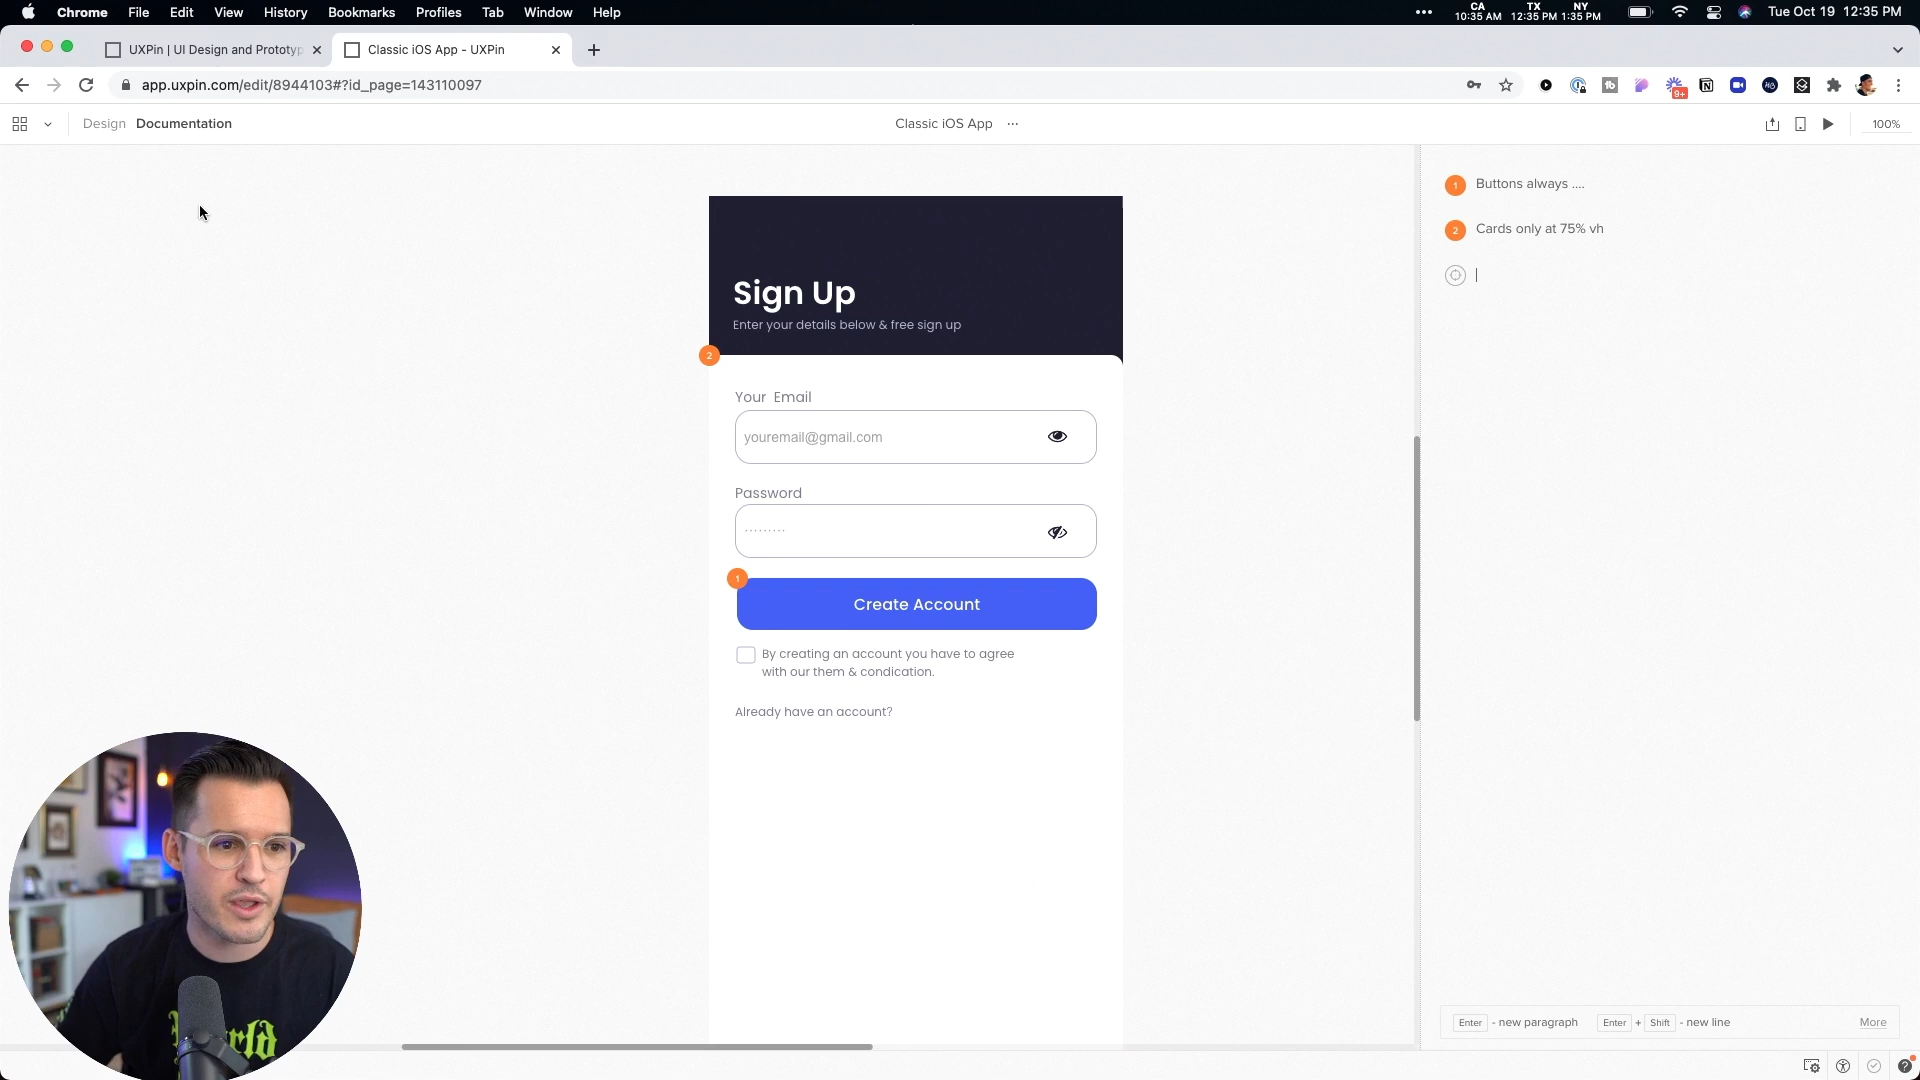 Chrome File Edit View History Bookmarks Profiles Tab Window Help
CA TX NY
10:35 AM 12:35 PM 1:35 PM
Tue Oct 19 12:35 PM
UXPin | UI Design and Prototyp
Classic iOS App - UXPin
app.uxpin.com/edit/8944103#?id_page=143110097
9+
Design Documentation
Classic iOS App
100%
1 Buttons always ....
2 Cards only at 75% vh
Sign Up
Enter your details below & free sign up
2
Your Email
youremail@gmail.com
Password
1
Create Account
By creating an account you have to agree
with our them & condication.
Already have an account?
Enter - new paragraph Enter + Shift - new line More